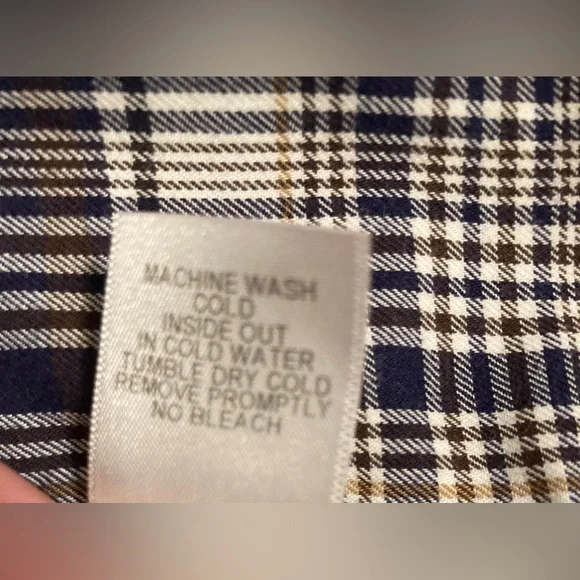 MACHINE WASH
COLD
INSIDE OUT
IN COLD WATER
TUMBLE DRY COLD
REMOVE PROMPTLY
NO BLEACH